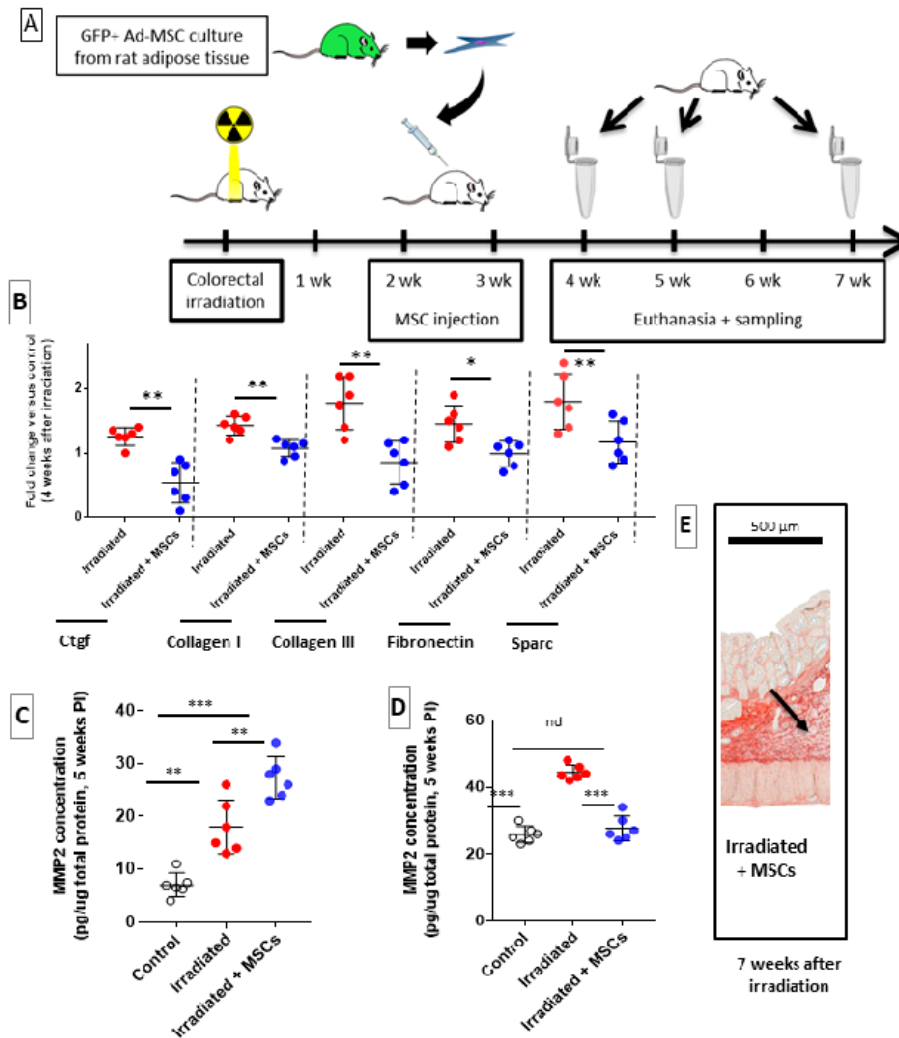 A
GFP+ Ad-MSC culture
from rat adipose tissue
Colorectal
irradiation
1 wk
2 wk
3 wk
MSC injection
4 wk
5 wk
6 wk
7 wk
Euthanasia + sampling
B
Fold change versus control
(4 weeks after irradiation)
2
1
0
**
**
**
*
**
Irradiated
Irradiated + MSCs
Irradiated
Irradiated + MSCs
Irradiated
Irradiated + MSCs
Irradiated
Irradiated + MSCs
Irradiated
Irradiated + MSCs
Ctgf
Collagen I
Collagen III
Fibronectin
Sparc
C
MMP2 concentration
(pg/ug total protein, 5 weeks PI)
40
30
20
10
0
***
**
**
Control
Irradiated
Irradiated + MSCs
D
MMP2 concentration
(pg/ug total protein, 5 weeks PI)
60
40
20
0
nd
***
***
Control
Irradiated
Irradiated + MSCs
E
500 µm
Irradiated
+ MSCs
7 weeks after
irradiation